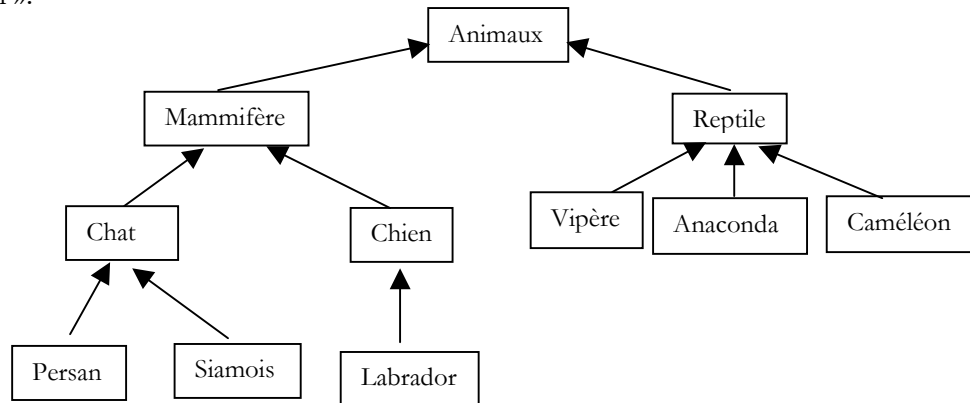 Animaux
Mammifère
Reptile
Chat
Chien
Vipère
Anaconda
Caméléon
Persan
Siamois
Labrador